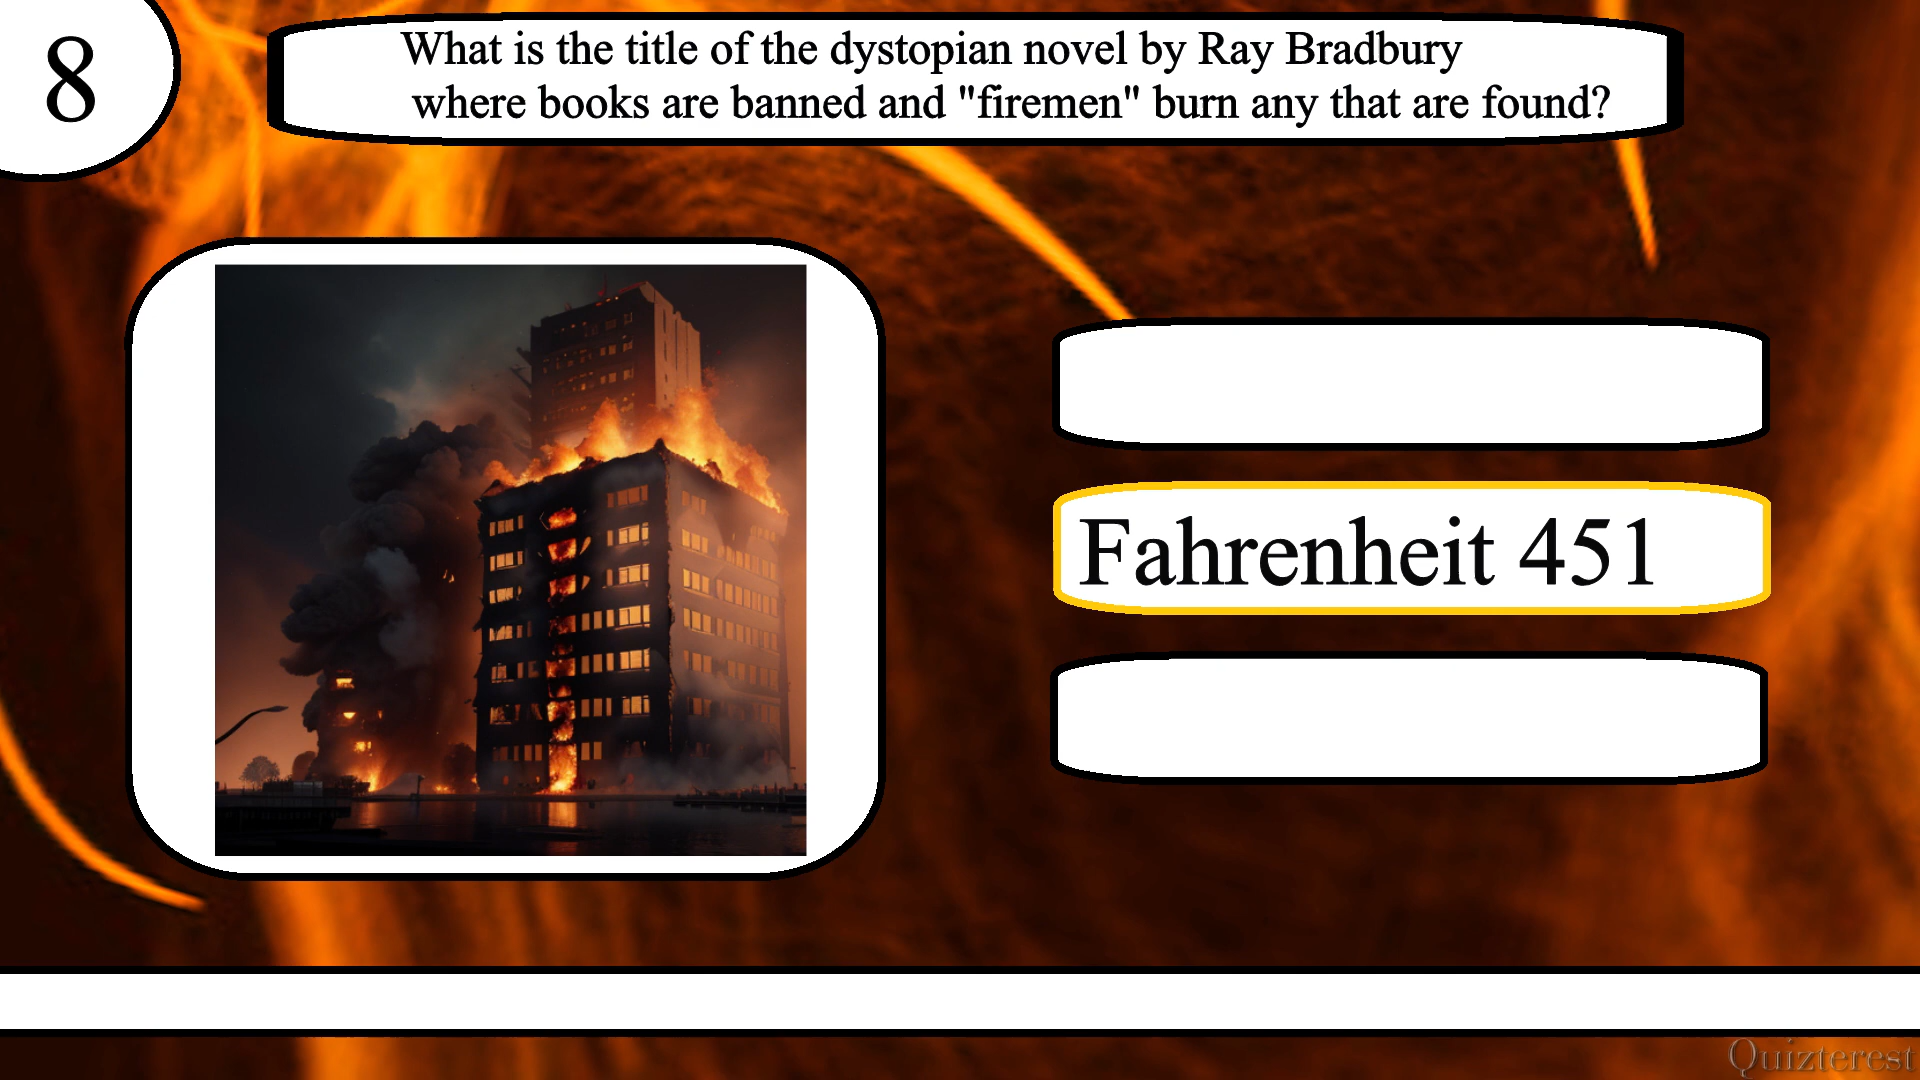 8
What is the title of the dystopian novel by Ray Bradbury
where books are banned and "firemen" burn any that are found?
Fahrenheit 451
Quizterest